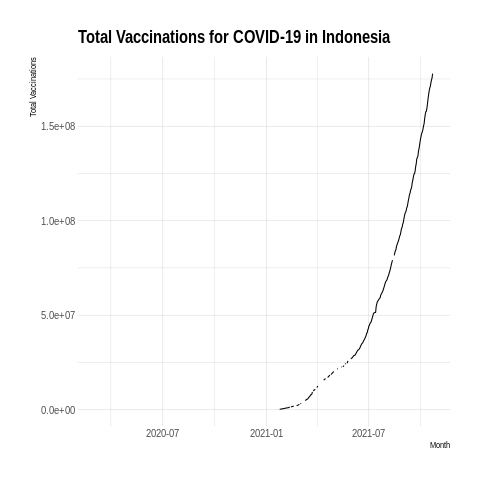 Total Vaccinations for COVID-19 in Indonesia
Total Vaccinations
1.5e+08
1.0e+08
5.0e+07
0.0e+00
2020-07 2021-01 2021-07
Month